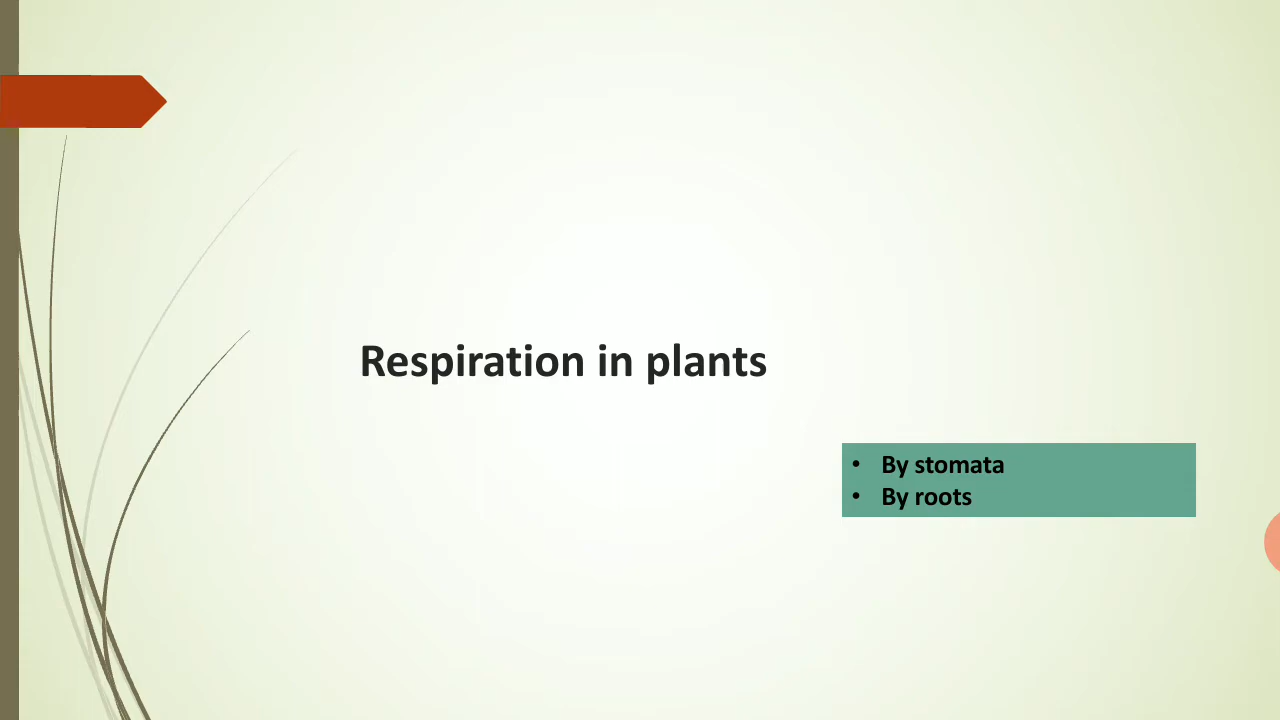 Respiration in plants
• By stomata
• By roots